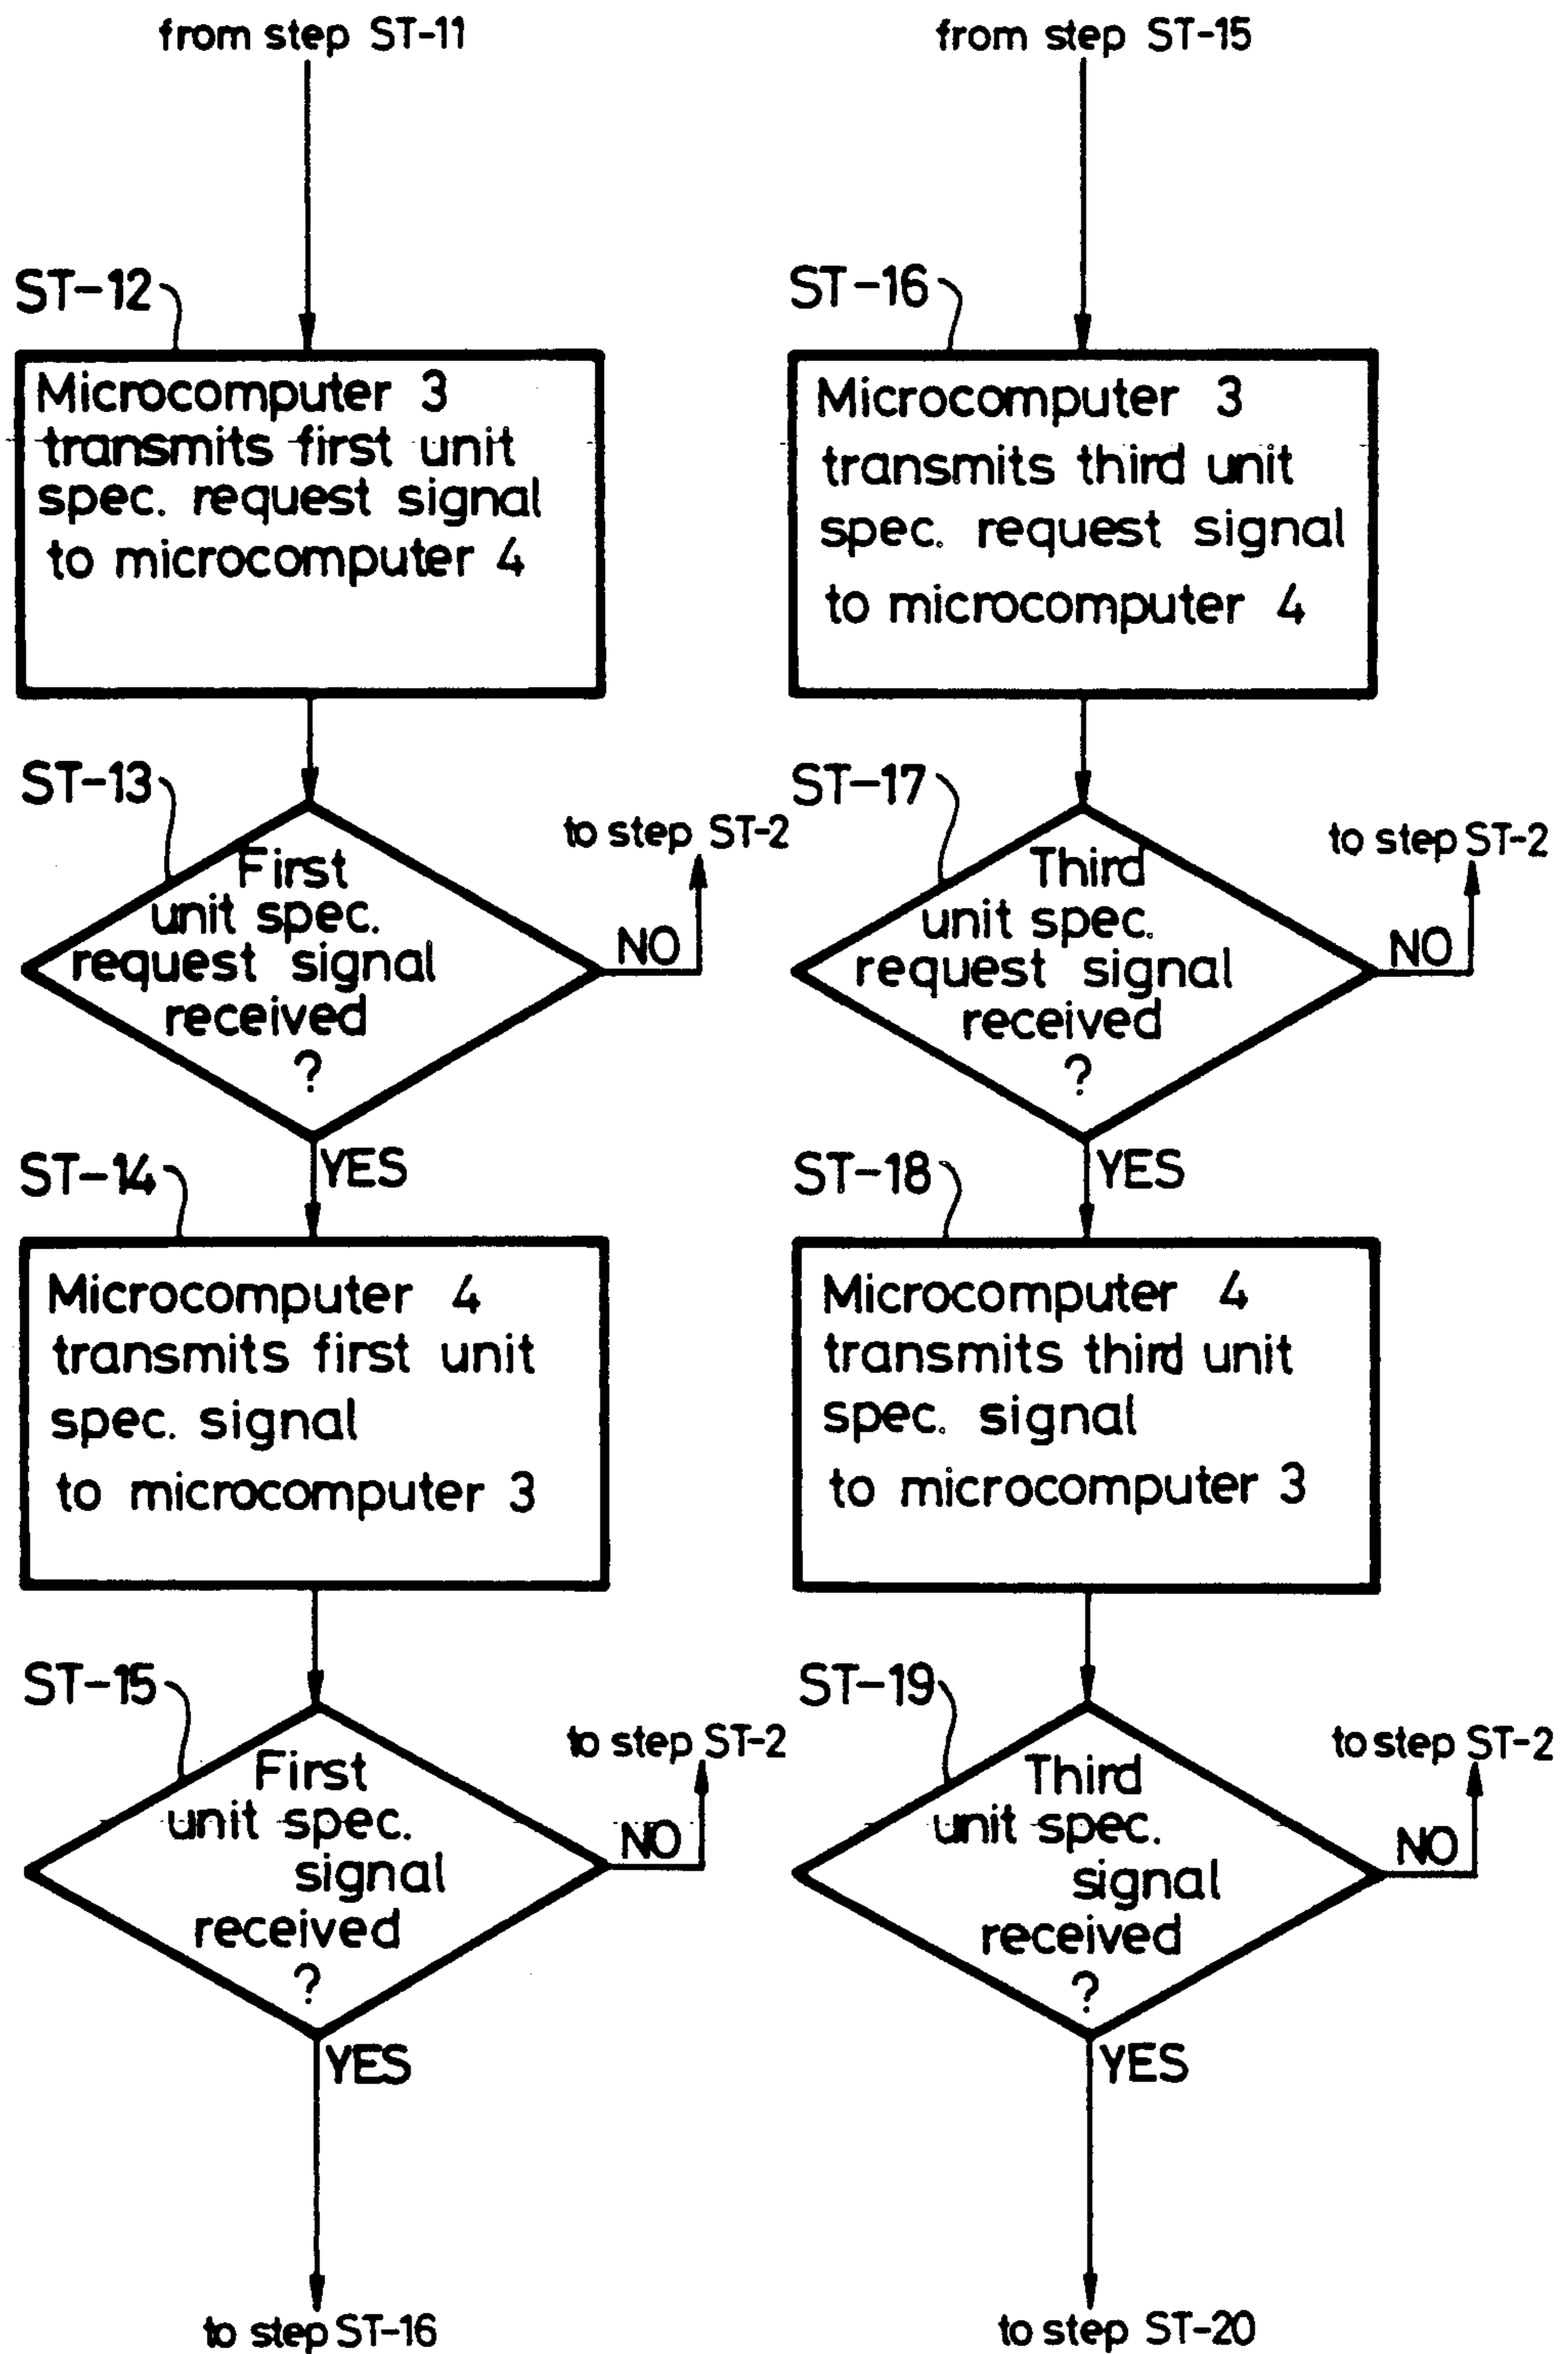 from step ST-11
ST-12
Microcomputer 3
transmits first unit
spec. request signal
to microcomputer 4
ST-13
First
unit spec.
request signal
received
?
NO
to step ST-2
YES
ST-14
Microcomputer 4
transmits first unit
spec. signal
to microcomputer 3
ST-15
First
unit spec.
signal
received
?
NO
to step ST-2
YES
to step ST-16
from step ST-15
ST-16
Microcomputer 3
transmits third unit
spec. request signal
to microcomputer 4
ST-17
Third
unit spec.
request signal
received
?
NO
to step ST-2
YES
ST-18
Microcomputer 4
transmits third unit
spec. signal
to microcomputer 3
ST-19
Third
unit spec.
signal
received
?
NO
to step ST-2
YES
to step ST-20